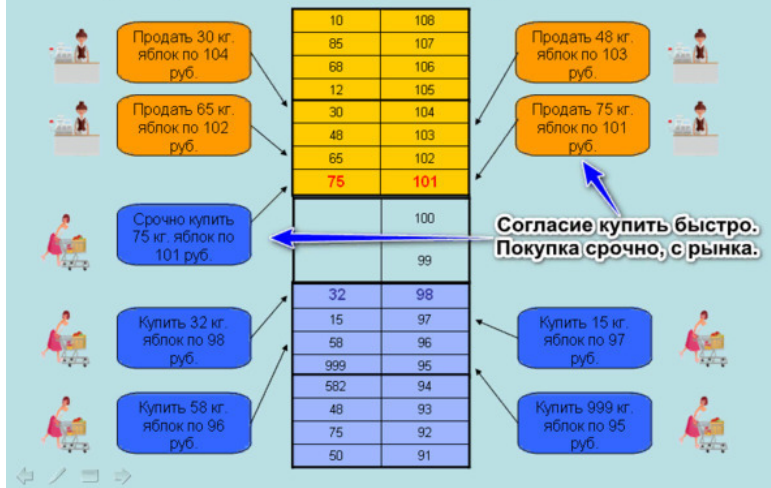 10 108
85 107
68 106
12 105
30 104
48 103
65 102
75 101
100
99
32 98
15 97
58 96
999 95
582 94
48 93
75 92
50 91
Продать 30 кг.
яблок по 104
руб.
Продать 48 кг.
яблок по 103
руб.
Продать 65 кг.
яблок по 102
руб.
Продать 75 кг.
яблок по 101
руб.
Срочно купить
75 кг. яблок по
101 руб.
Согласие купить быстро.
Покупка срочно, с рынка.
Купить 32 кг.
яблок по 98
руб.
Купить 15 кг.
яблок по 97
руб.
Купить 58 кг.
яблок по 96
руб.
Купить 999 кг.
яблок по 95
руб.